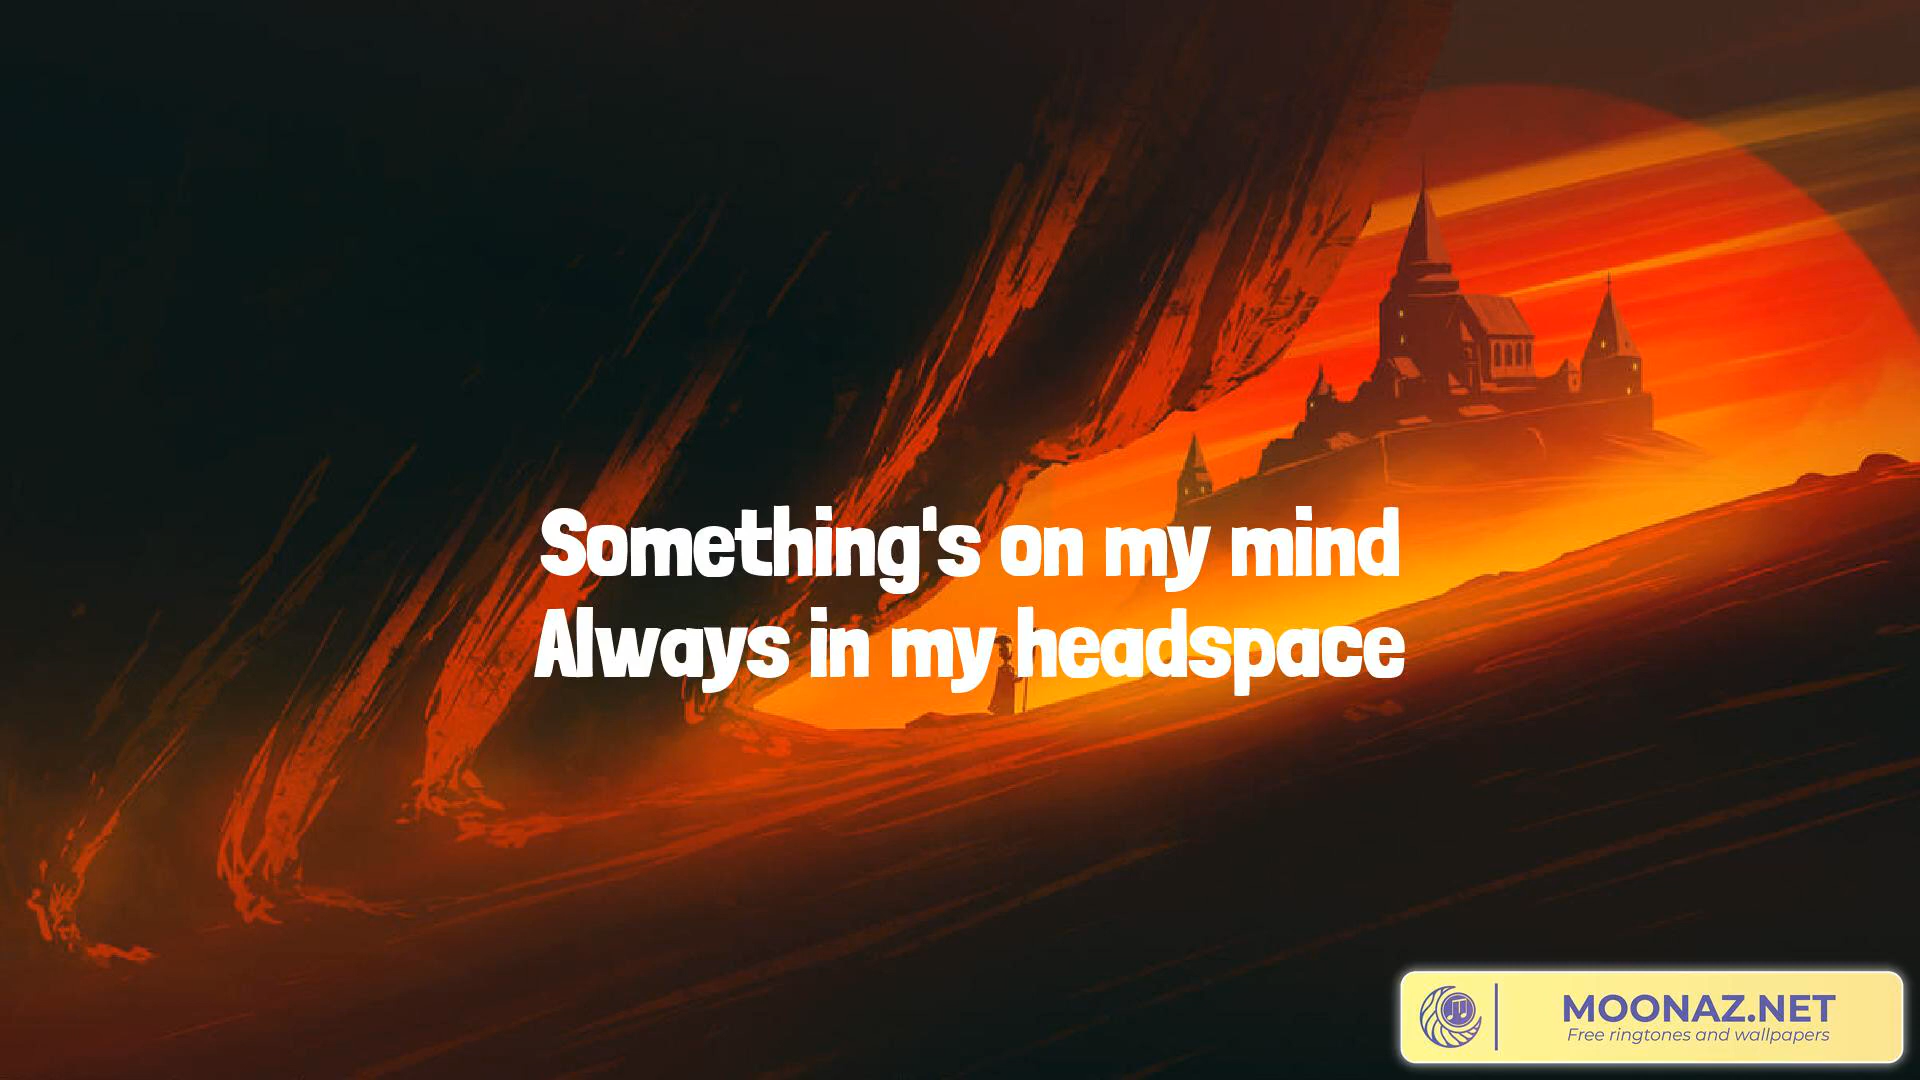 Something's on my mind
Always in my headspace
MOONAZ.NET
Free ringtones and wallpapers